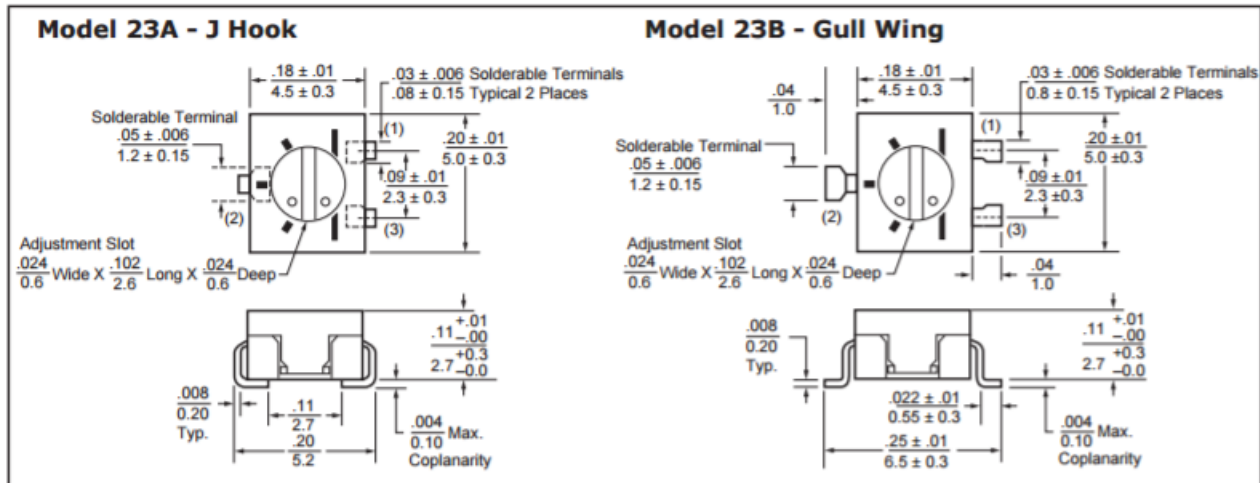 Model 23A - J Hook
.18 ± .01
4.5 ± 0.3
.03 ± .006 Solderable Terminals
.08 ± 0.15 Typical 2 Places
Solderable Terminal
.05 ± .006
1.2 ± 0.15
(1)
.20 ± .01
5.0 ± 0.3
.09 ± .01
2.3 ± 0.3
(2)
(3)
Adjustment Slot
.024
0.6
Wide X
.102
2.6
Long X
.024
0.6
Deep
+.01
.11 -.00
+0.3
2.7 -0.0
.008
0.20
Typ.
.11
2.7
.20
5.2
.004
0.10
Max.
Coplanarity
Model 23B - Gull Wing
.04
1.0
.18 ± .01
4.5 ± 0.3
.03 ± .006 Solderable Terminals
0.8 ± 0.15 Typical 2 Places
Solderable Terminal
.05 ± .006
1.2 ± 0.15
(1)
.20 ±.01
5.0 ±0.3
.09 ±.01
2.3 ±0.3
(2)
(3)
Adjustment Slot
.024
0.6
Wide X
.102
2.6
Long X
.024
0.6
Deep
.04
1.0
.008
0.20
Typ.
+.01
.11 -.00
+0.3
2.7 -0.0
.022 ± .01
0.55 ± 0.3
.25 ± .01
6.5 ± 0.3
.004
0.10
Max.
Coplanarity